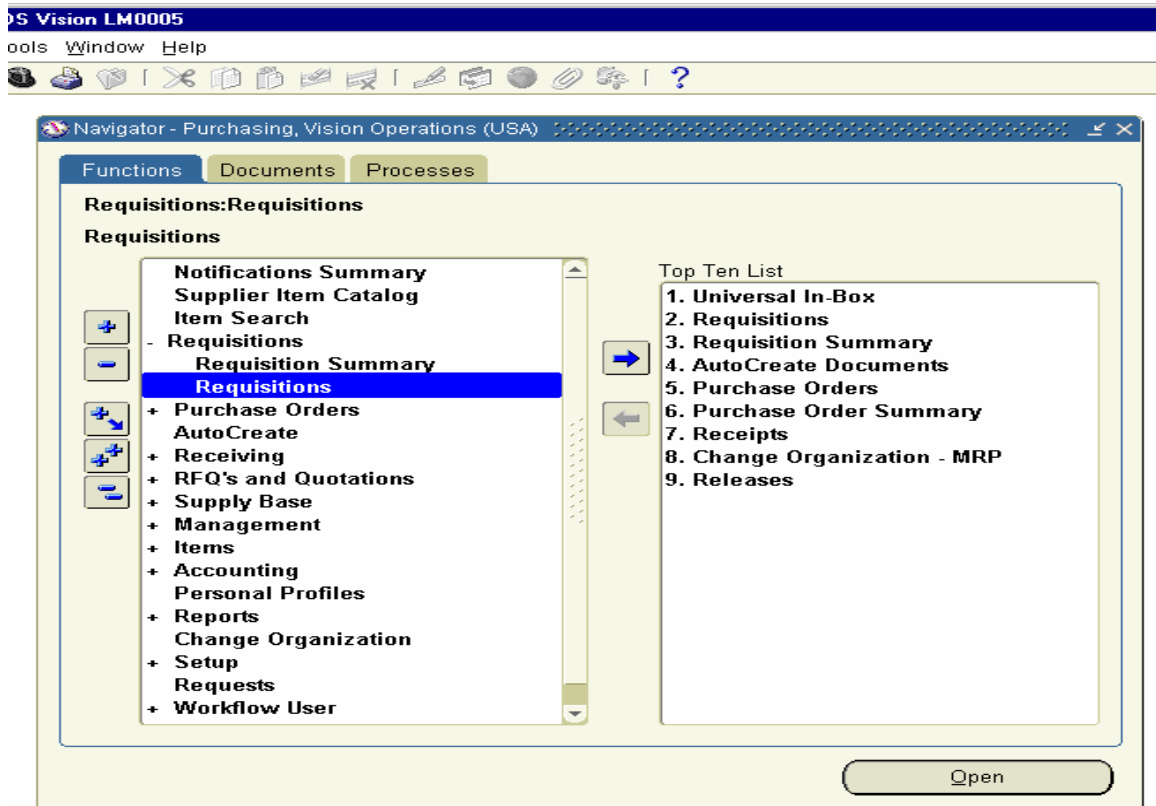 DS Vision LM0005
ools Window Help
Navigator - Purchasing, Vision Operations (USA)
Functions Documents Processes
Requisitions:Requisitions
Requisitions
Notifications Summary
Supplier Item Catalog
Item Search
- Requisitions
Requisition Summary
Requisitions
+ Purchase Orders
AutoCreate
+ Receiving
+ RFQ's and Quotations
+ Supply Base
+ Management
+ Items
+ Accounting
Personal Profiles
+ Reports
Change Organization
+ Setup
Requests
+ Workflow User
Top Ten List
1. Universal In-Box
2. Requisitions
3. Requisition Summary
4. AutoCreate Documents
5. Purchase Orders
6. Purchase Order Summary
7. Receipts
8. Change Organization - MRP
9. Releases
Open